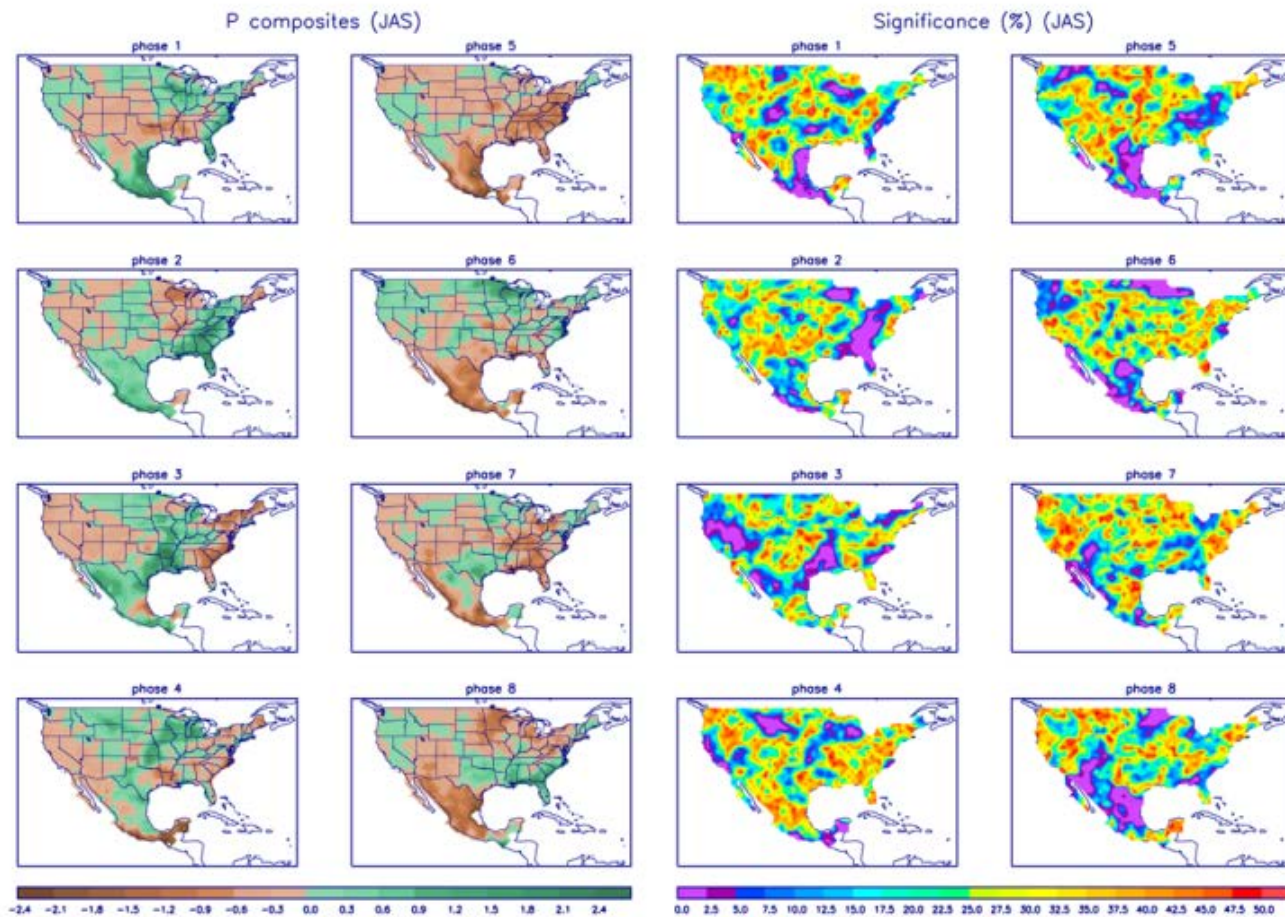 P composites (JAS)
Significance (%) (JAS)
phase 1
phase 5
phase 1
phase 5
phase 2
phase 6
phase 2
phase 6
phase 3
phase 7
phase 3
phase 7
phase 4
phase 8
phase 4
phase 8
−2.4 −2.1 −1.8 −1.5 −1.2 −0.9 −0.6 −0.3 0.0 0.3 0.6 0.9 1.2 1.5 1.8 2.1 2.4
0.0 2.5 5.0 7.5 10.0 12.5 15.0 17.5 20.0 22.5 25.0 27.5 30.0 32.5 35.0 37.5 40.0 42.5 45.0 47.5 50.0